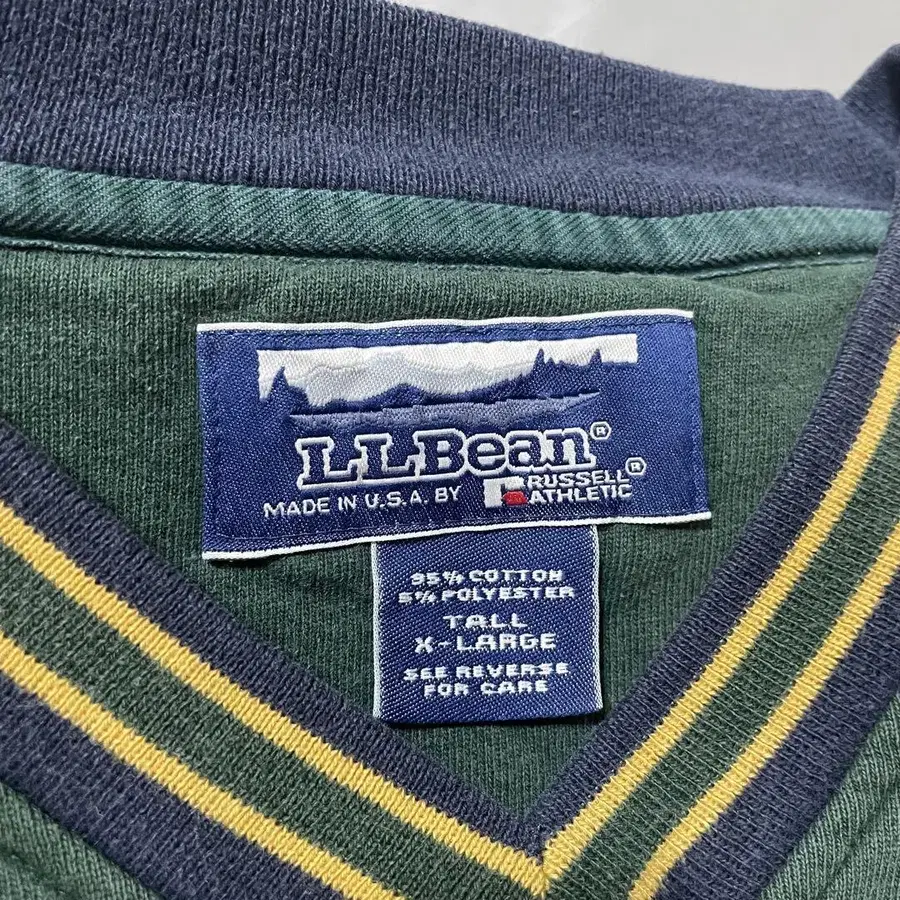 L.L.Bean®
MADE IN U.S.A. BY RUSSELL® ATHLETIC
95% COTTON
5% POLYESTER
TALL
X-LARGE
SEE REVERSE
FOR CARE